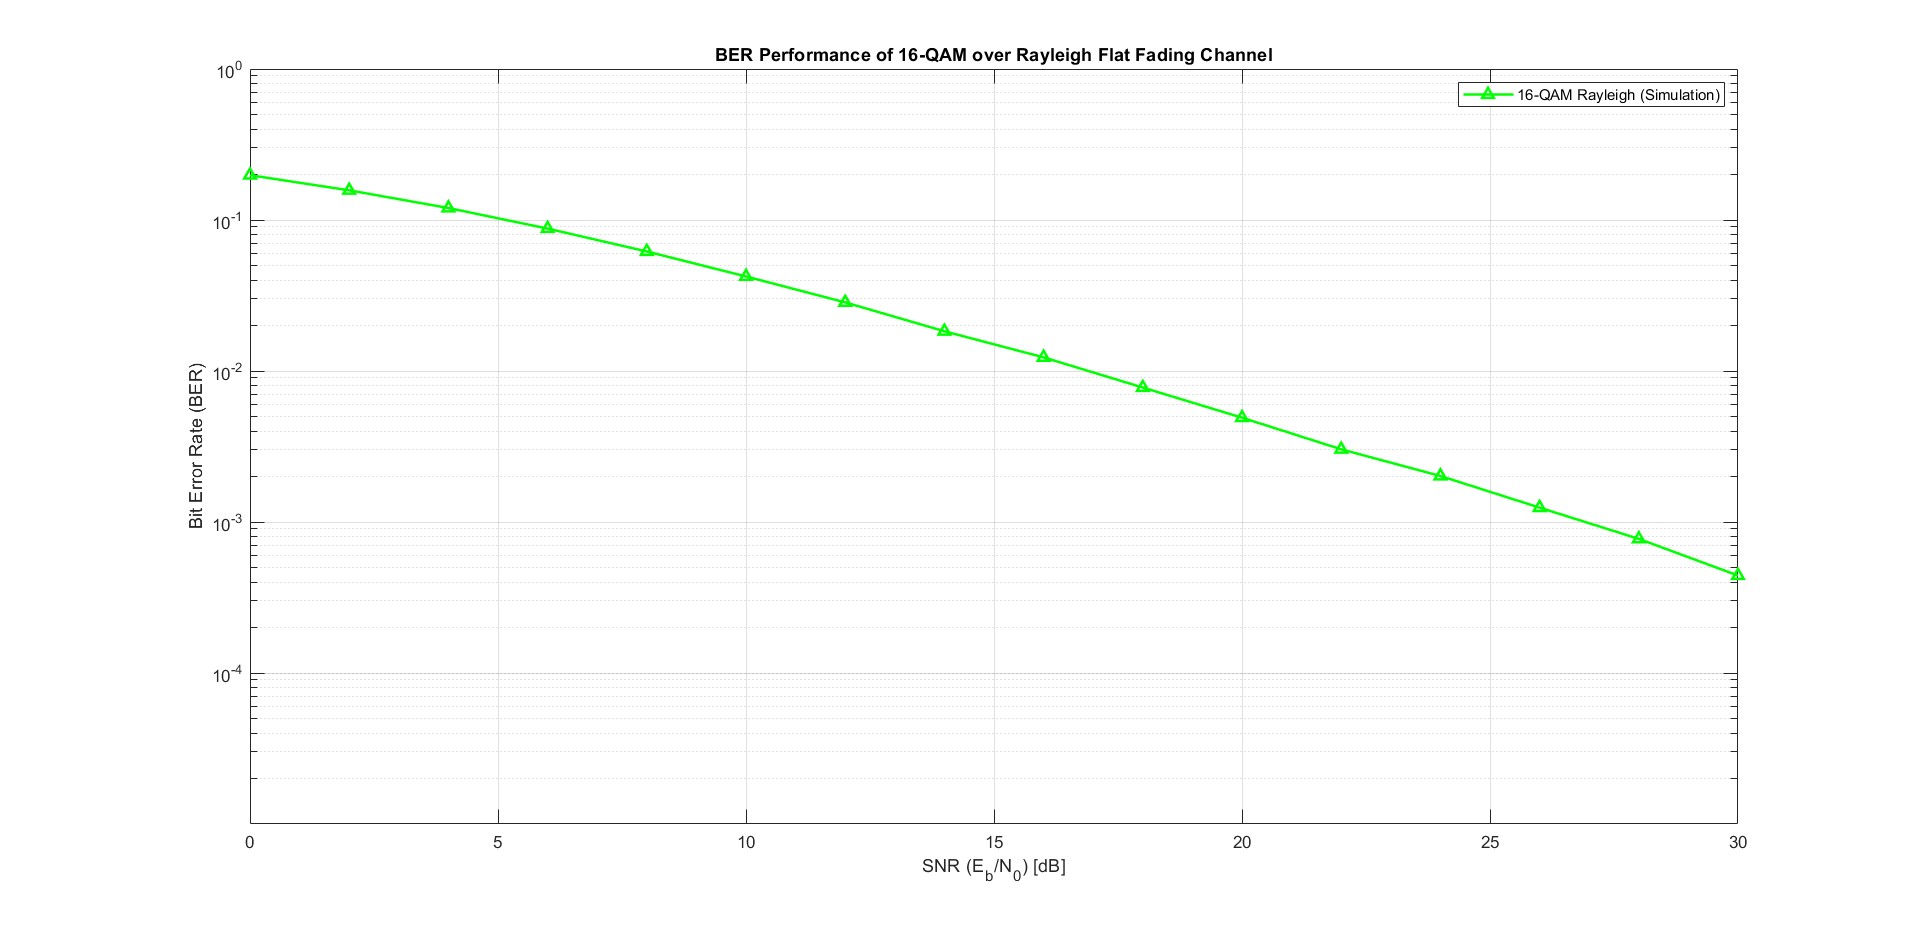 BER Performance of 16-QAM over Rayleigh Flat Fading Channel
16-QAM Rayleigh (Simulation)
10^0
10^-1
10^-2
10^-3
10^-4
Bit Error Rate (BER)
0 5 10 15 20 25 30
SNR (E_b/N_0) [dB]